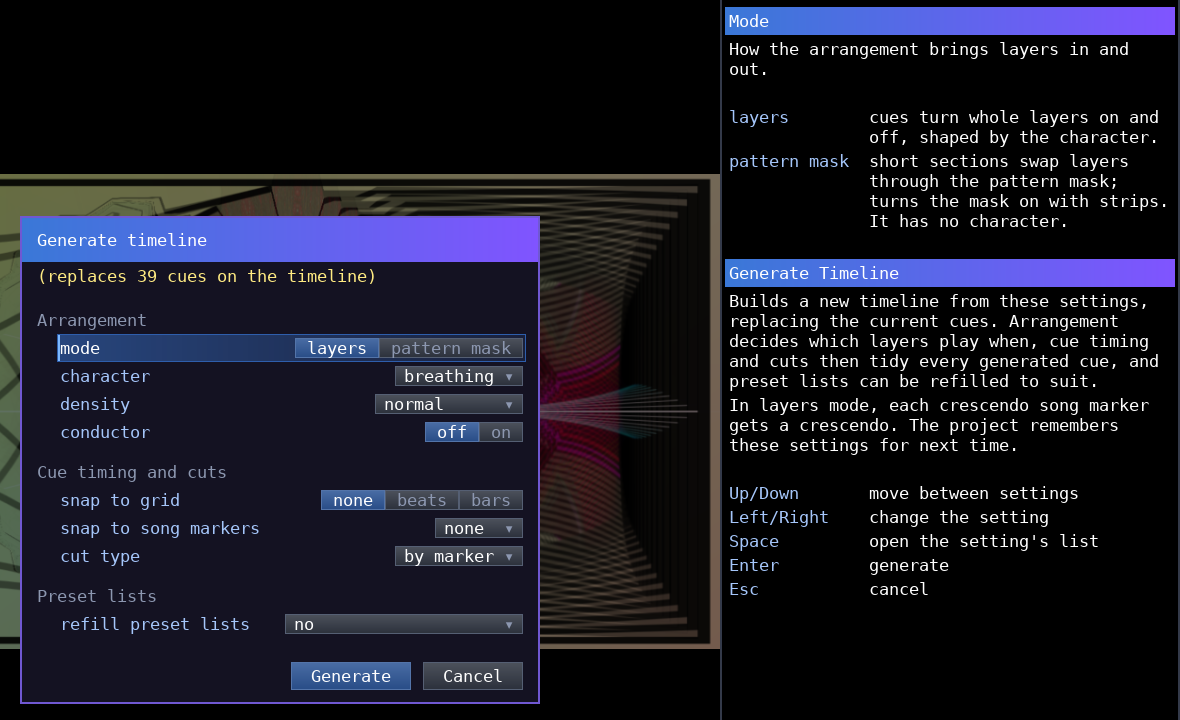 Generate timeline
(replaces 39 cues on the timeline)
Arrangement
mode layers pattern mask
character breathing ▾
density normal ▾
conductor off on
Cue timing and cuts
snap to grid none beats bars
snap to song markers none ▾
cut type by marker ▾
Preset lists
refill preset lists no ▾
Generate Cancel
Mode
How the arrangement brings layers in and
out.
layers cues turn whole layers on and
off, shaped by the character.
pattern mask short sections swap layers
through the pattern mask;
turns the mask on with strips.
It has no character.
Generate Timeline
Builds a new timeline from these settings,
replacing the current cues. Arrangement
decides which layers play when, cue timing
and cuts then tidy every generated cue, and
preset lists can be refilled to suit.
In layers mode, each crescendo song marker
gets a crescendo. The project remembers
these settings for next time.
Up/Down move between settings
Left/Right change the setting
Space open the setting's list
Enter generate
Esc cancel